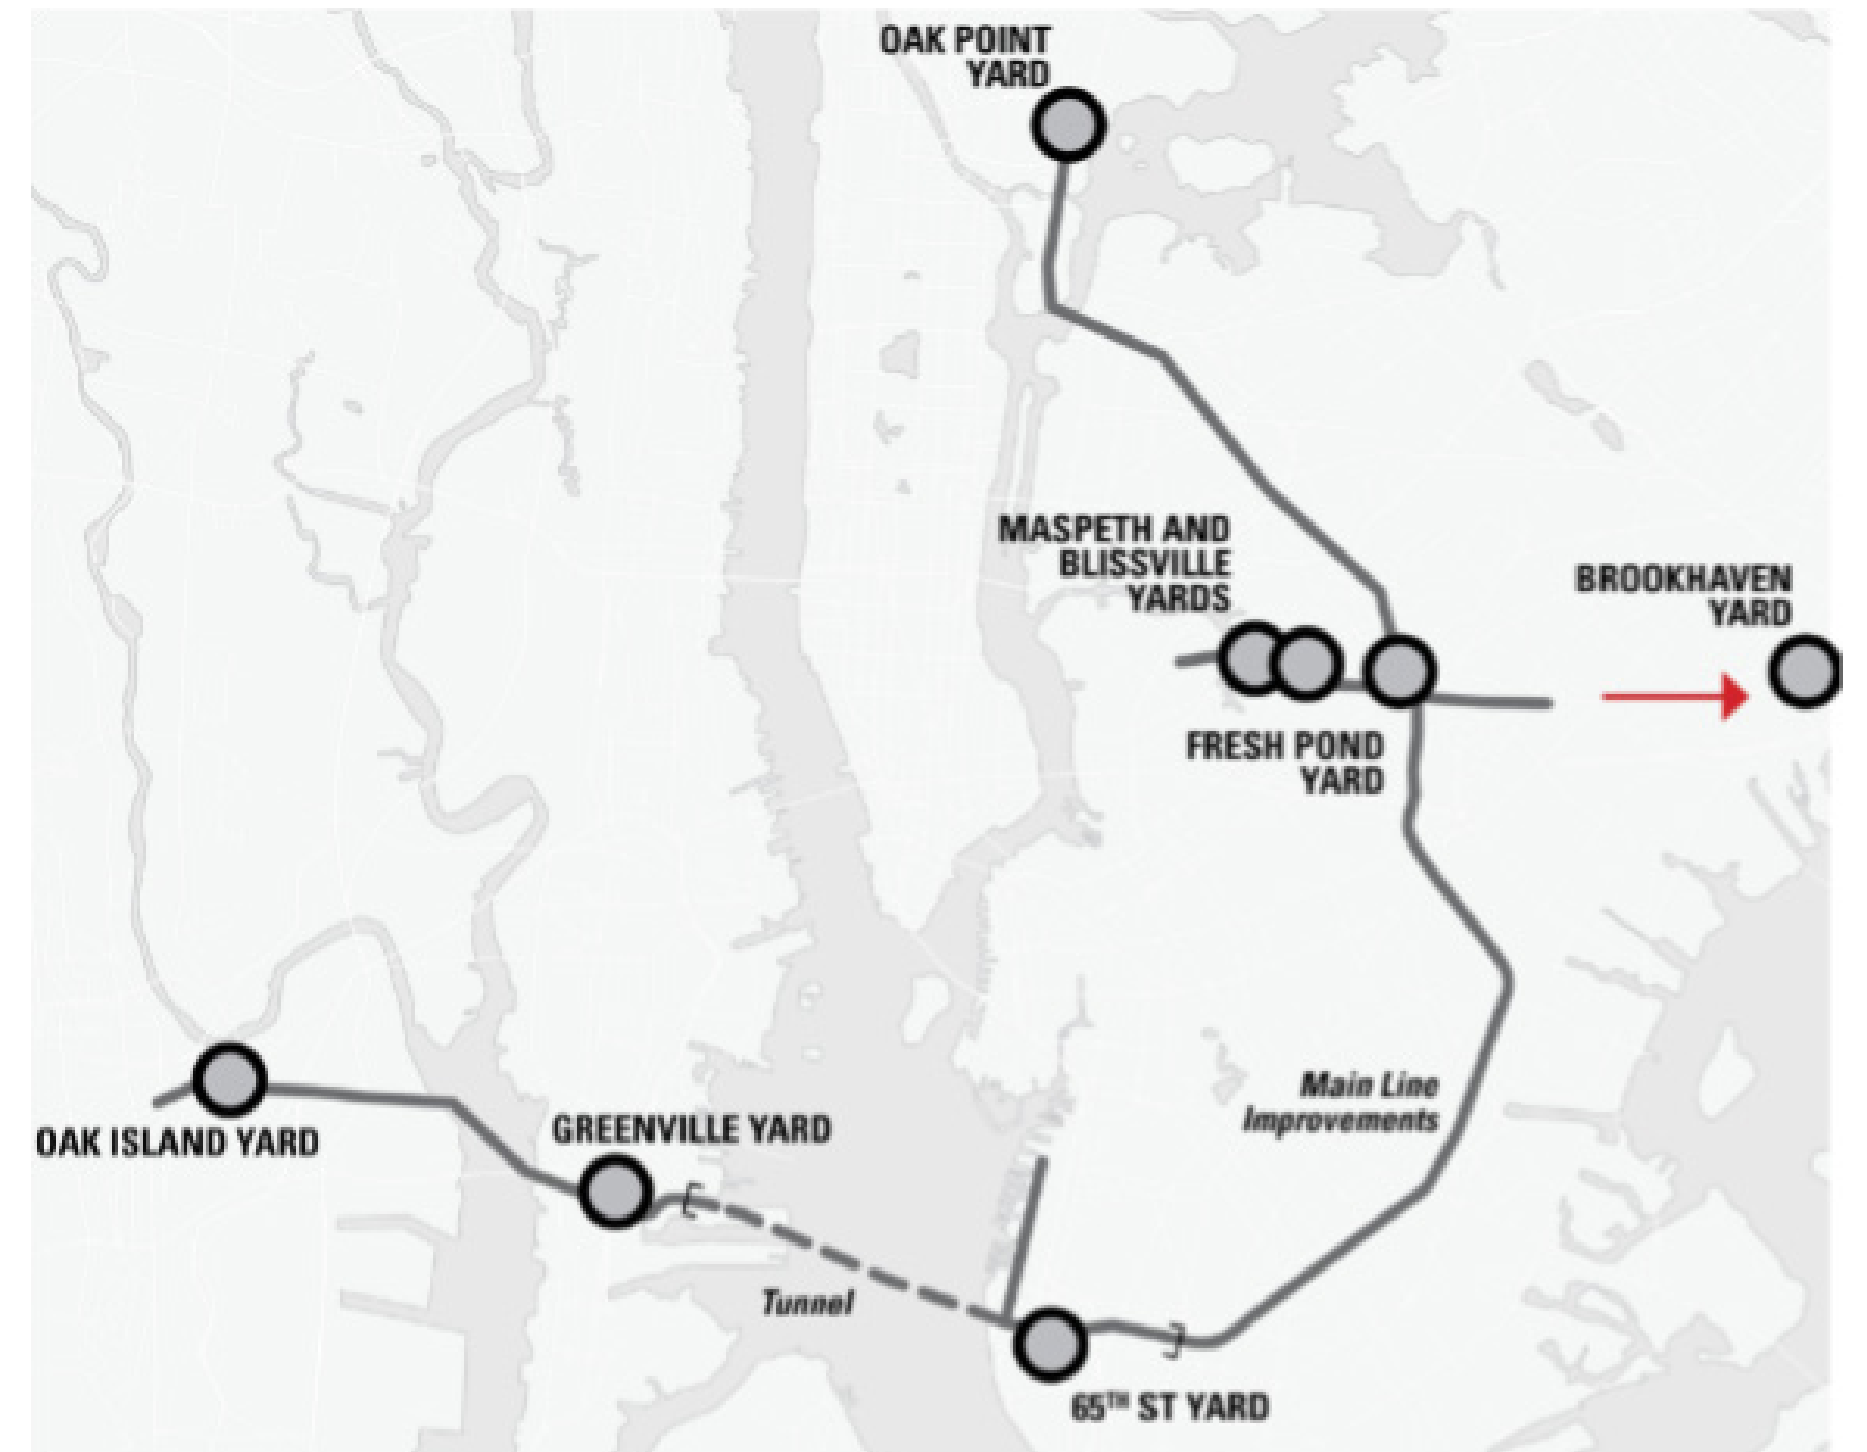 OAK POINT
YARD
MASPETH AND
BLISSVILLE
YARDS
BROOKHAVEN
YARD
FRESH POND
YARD
Main Line
Improvements
OAK ISLAND YARD
GREENVILLE YARD
Tunnel
65TH ST YARD